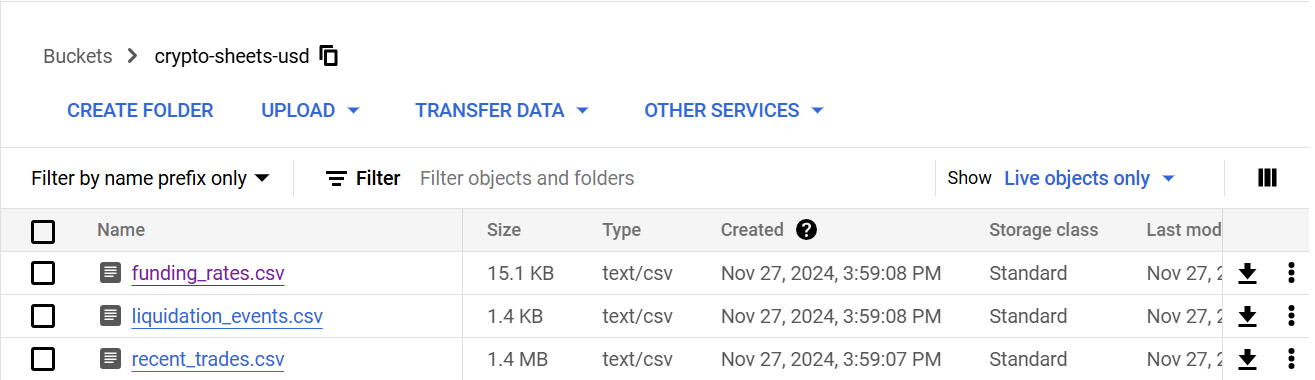 Buckets > crypto-sheets-usd
CREATE FOLDER UPLOAD TRANSFER DATA OTHER SERVICES
Filter by name prefix only Filter Filter objects and folders Show Live objects only
Name Size Type Created ? Storage class Last mod
funding_rates.csv 15.1 KB text/csv Nov 27, 2024, 3:59:08 PM Standard Nov 27, 2
liquidation_events.csv 1.4 KB text/csv Nov 27, 2024, 3:59:08 PM Standard Nov 27, 2
recent_trades.csv 1.4 MB text/csv Nov 27, 2024, 3:59:07 PM Standard Nov 27, 2